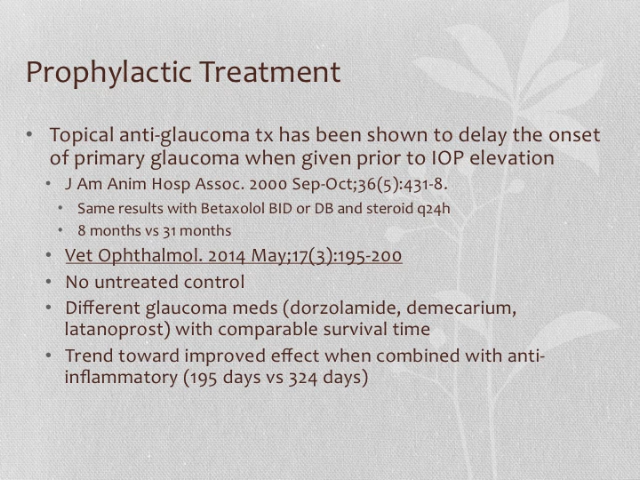 Prophylactic Treatment
• Topical anti-glaucoma tx has been shown to delay the onset
of primary glaucoma when given prior to IOP elevation
• J Am Anim Hosp Assoc. 2000 Sep-Oct;36(5):431-8.
• Same results with Betaxolol BID or DB and steroid q24h
• 8 months vs 31 months
• Vet Ophthalmol. 2014 May;17(3):195-200
• No untreated control
• Different glaucoma meds (dorzolamide, demecarium,
latanoprost) with comparable survival time
• Trend toward improved effect when combined with anti-
inflammatory (195 days vs 324 days)